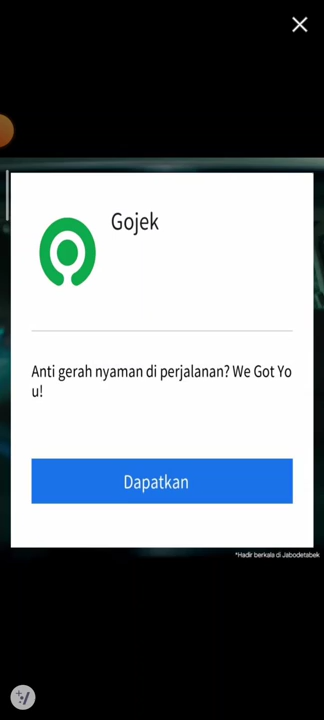 Gojek
Anti gerah nyaman di perjalanan? We Got Yo
u!
Dapatkan
*Hadir berkala di Jabodetabek